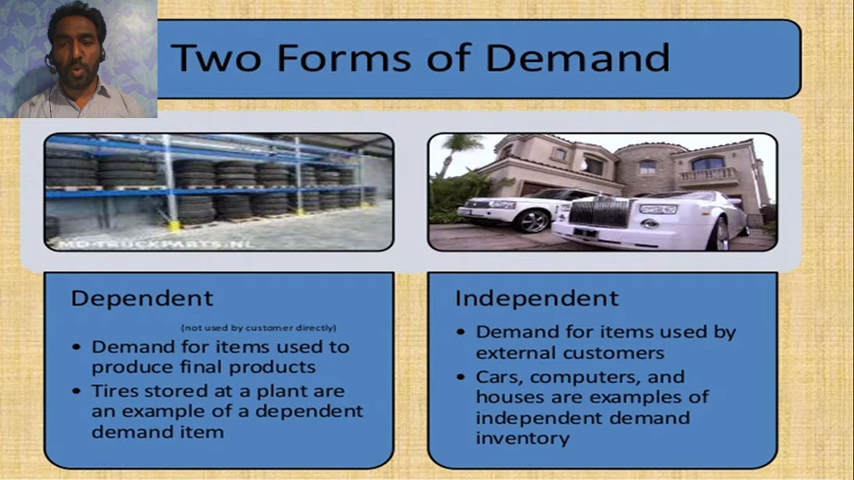 Two Forms of Demand
MD-TRUCKPARTS.NL
Dependent
(not used by customer directly)
• Demand for items used to
produce final products
• Tires stored at a plant are
an example of a dependent
demand item
Independent
• Demand for items used by
external customers
• Cars, computers, and
houses are examples of
independent demand
inventory